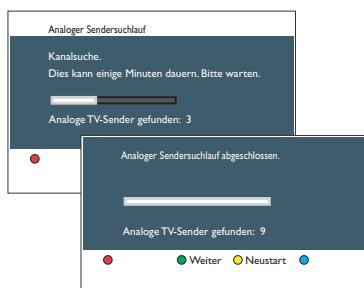 Analoger Sendersuchlauf
Kanalsuche.
Dies kann einige Minuten dauern. Bitte warten.
Analoge TV-Sender gefunden: 3
Analoger Sendersuchlauf abgeschlossen.
Analoge TV-Sender gefunden: 9
Weiter Neustart